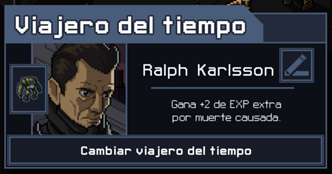 Viajero del tiempo
Ralph Karlsson
Gana +2 de EXP extra
por muerte causada.
Cambiar viajero del tiempo